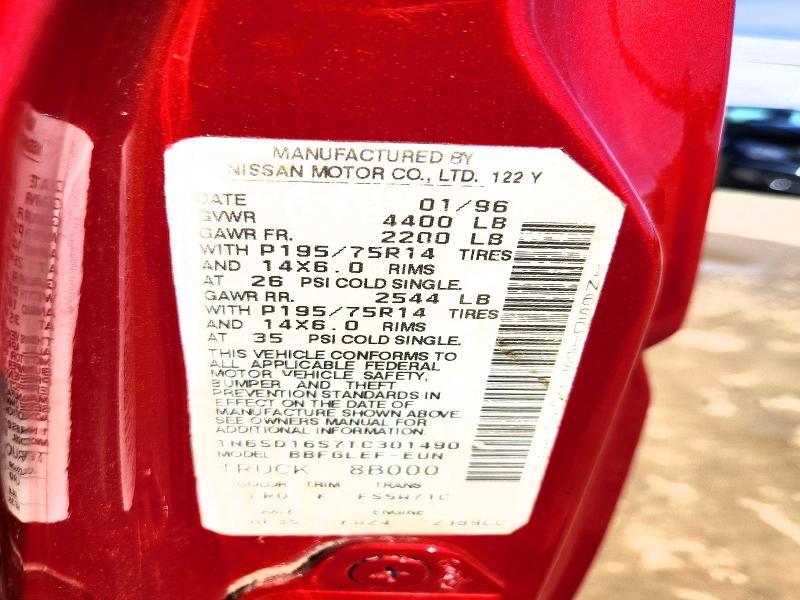 MANUFACTURED BY
NISSAN MOTOR CO., LTD. 122 Y
DATE 01/96
GVWR 4400 LB
GAWR FR. 2200 LB
WITH P195/75R14 TIRES
AND 14X6.0 RIMS
AT 26 PSI COLD SINGLE.
GAWR RR. 2544 LB
WITH P195/75R14 TIRES
AND 14X6.0 RIMS
AT 35 PSI COLD SINGLE.
THIS VEHICLE CONFORMS TO
ALL APPLICABLE FEDERAL
MOTOR VEHICLE SAFETY,
BUMPER AND THEFT
PREVENTION STANDARDS IN
EFFECT ON THE DATE OF
MANUFACTURE SHOWN ABOVE
SEE OWNERS MANUAL FOR
ADDITIONAL INFORMATION.
1N6SD16S7TC301490
MODEL BBFGLEF-EUN
TRUCK 8B000
COLOR TRIM TRANS
FS5W71C
ENGINE